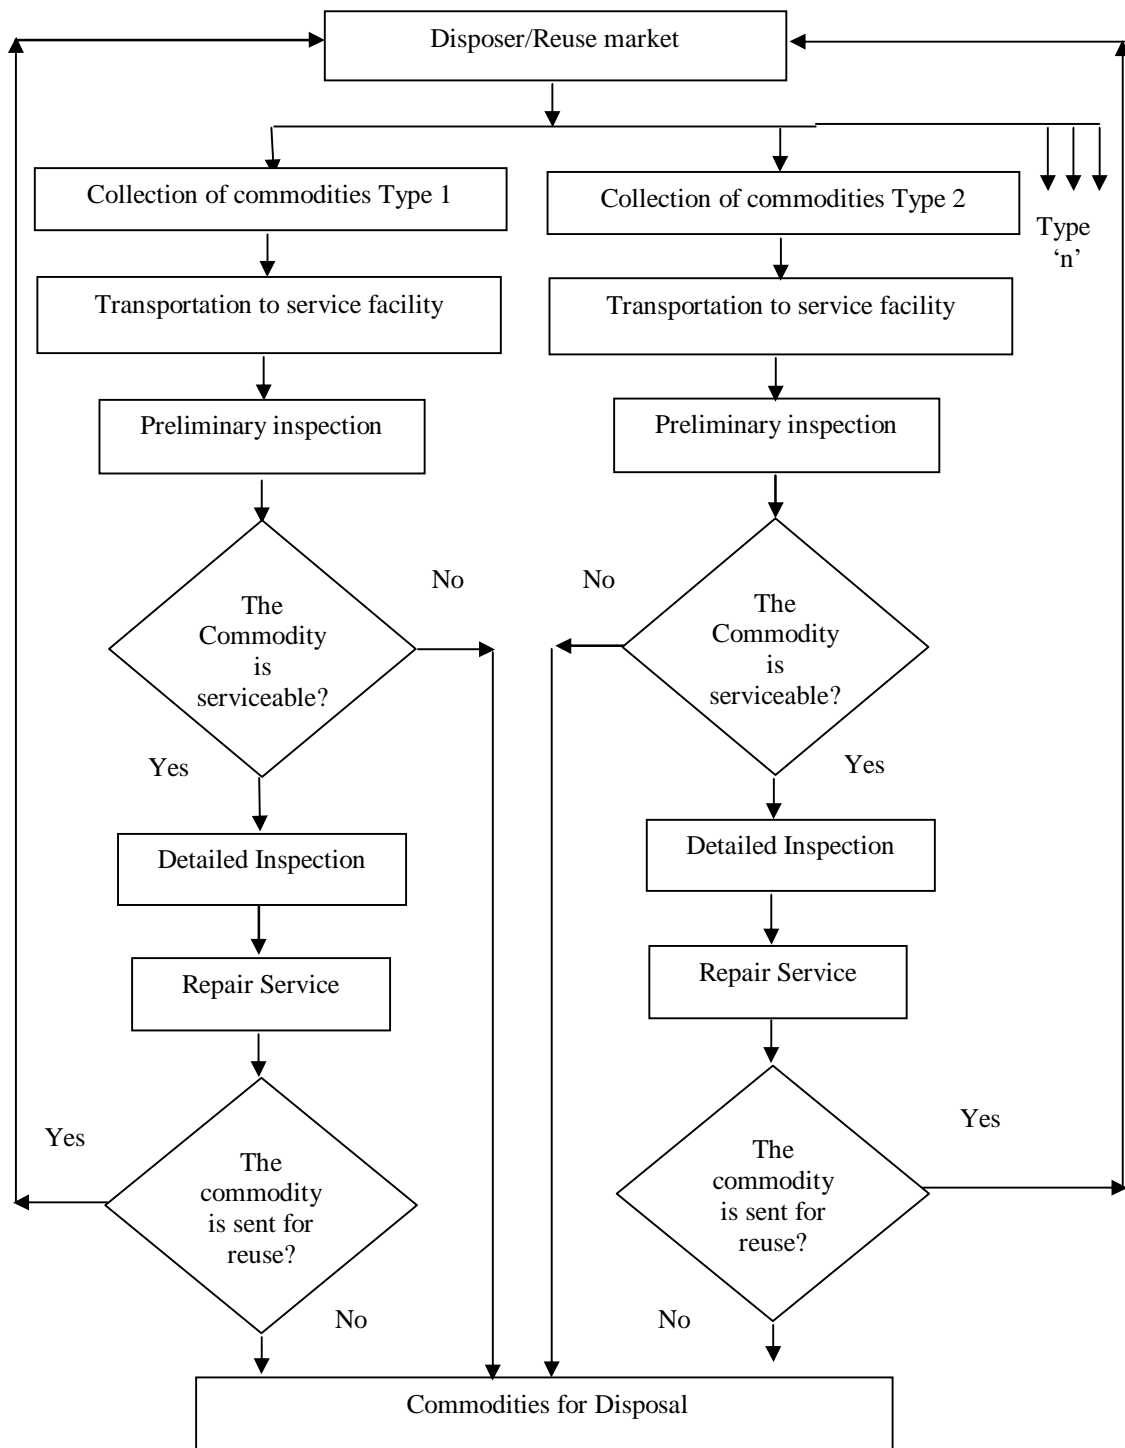 Disposer/Reuse market
Collection of commodities Type 1
Collection of commodities Type 2
Type
‘n’
Transportation to service facility
Transportation to service facility
Preliminary inspection
Preliminary inspection
No
The
Commodity
is
serviceable?
Yes
No
The
Commodity
is
serviceable?
Yes
Detailed Inspection
Detailed Inspection
Repair Service
Repair Service
Yes
The
commodity
is sent for
reuse?
No
Yes
The
commodity
is sent for
reuse?
No
Commodities for Disposal